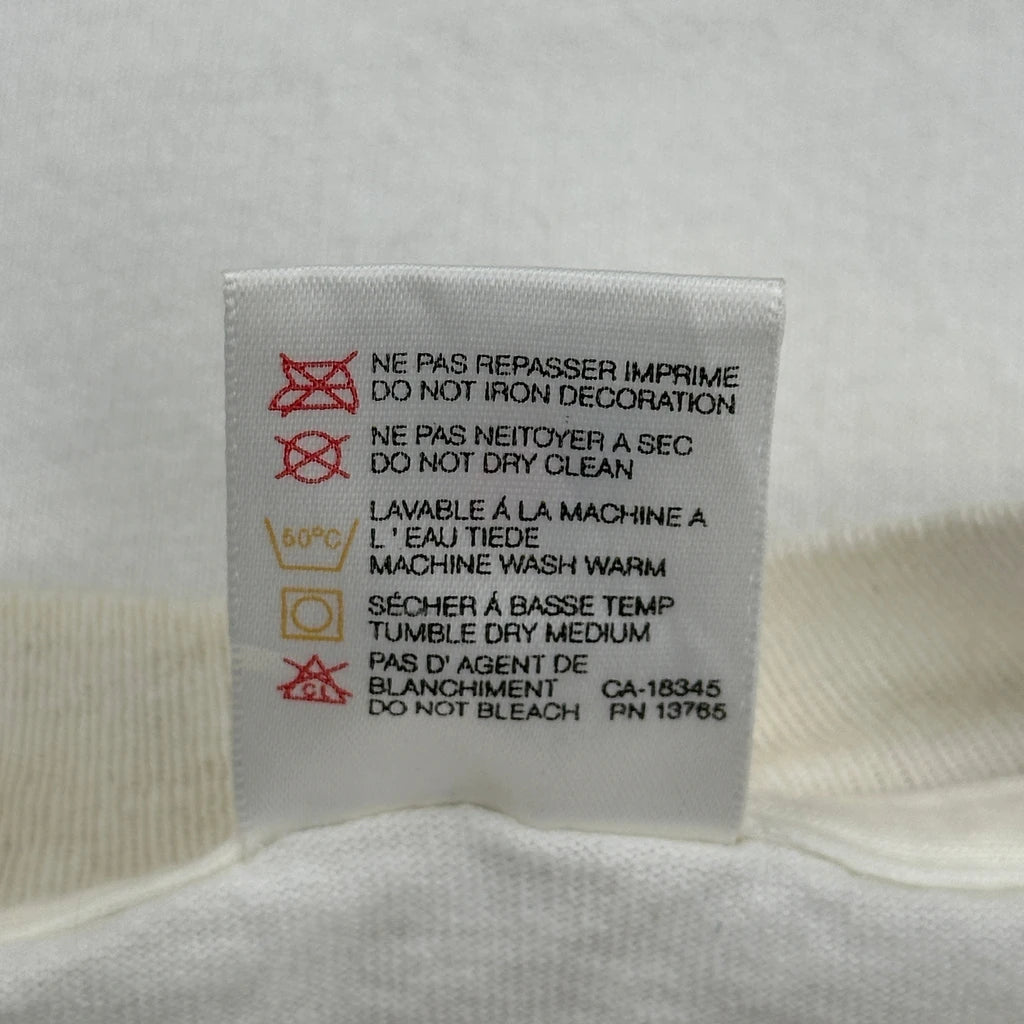 NE PAS REPASSER IMPRIME
DO NOT IRON DECORATION
NE PAS NEITOYER A SEC
DO NOT DRY CLEAN
LAVABLE Á LA MACHINE A
50°C L ' EAU TIEDE
MACHINE WASH WARM
SÉCHER Á BASSE TEMP
TUMBLE DRY MEDIUM
PAS D' AGENT DE
CL BLANCHIMENT CA-18345
DO NOT BLEACH RN 13765